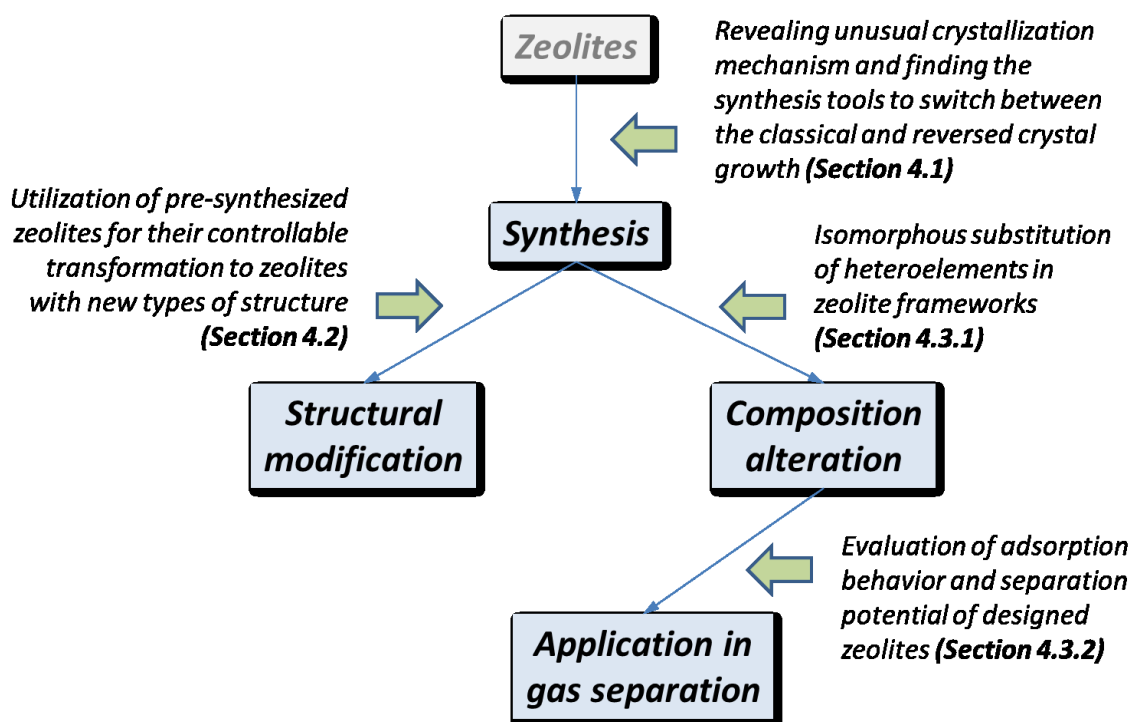 Zeolites
Revealing unusual crystallization
mechanism and finding the
synthesis tools to switch between
the classical and reversed crystal
growth (Section 4.1)
Synthesis
Utilization of pre-synthesized
zeolites for their controllable
transformation to zeolites
with new types of structure
(Section 4.2)
Isomorphous substitution
of heteroelements in
zeolite frameworks
(Section 4.3.1)
Structural
modification
Composition
alteration
Evaluation of adsorption
behavior and separation
potential of designed
zeolites (Section 4.3.2)
Application in
gas separation